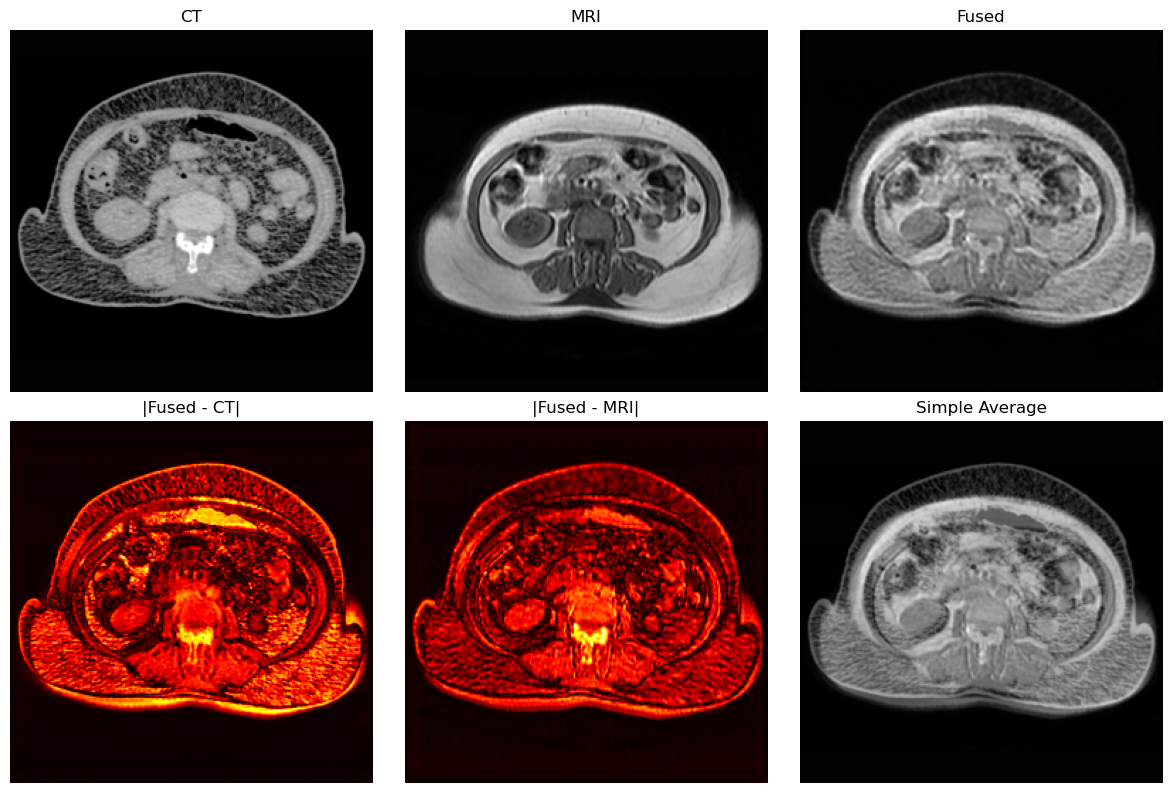 CT
MRI
Fused
|Fused - CT|
|Fused - MRI|
Simple Average